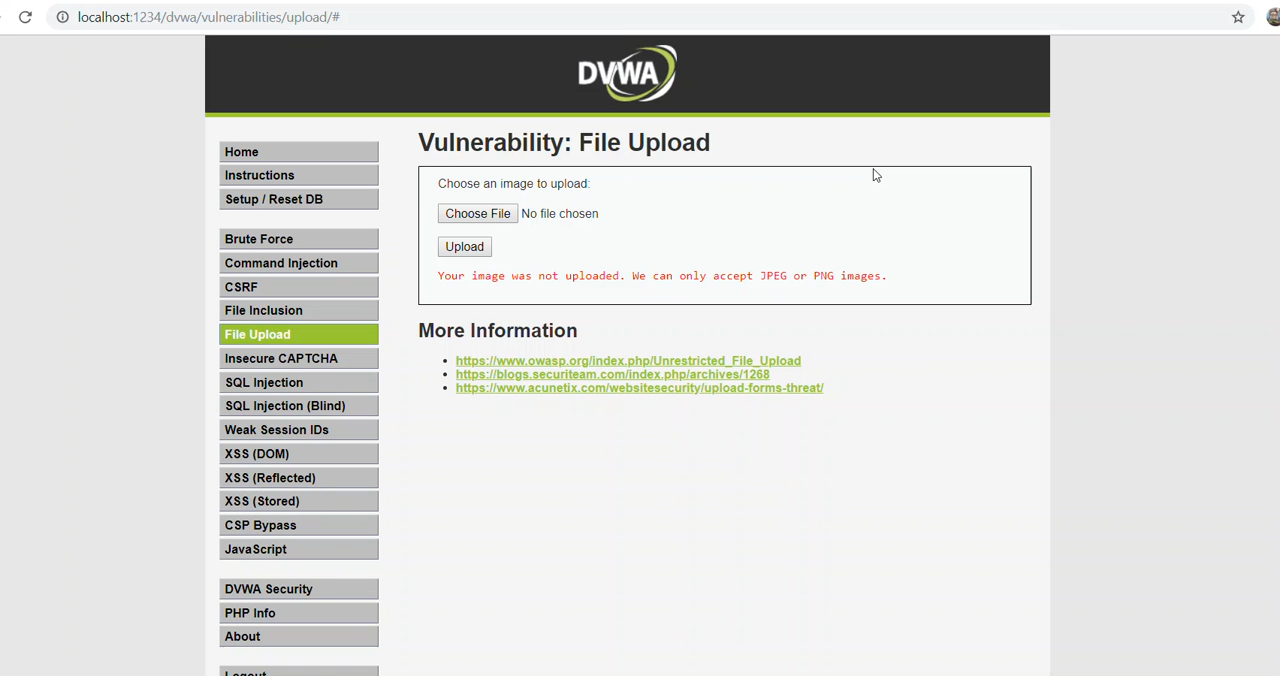 localhost:1234/dvwa/vulnerabilities/upload/#
DVWA
Home
Instructions
Setup / Reset DB
Brute Force
Command Injection
CSRF
File Inclusion
File Upload
Insecure CAPTCHA
SQL Injection
SQL Injection (Blind)
Weak Session IDs
XSS (DOM)
XSS (Reflected)
XSS (Stored)
CSP Bypass
JavaScript
DVWA Security
PHP Info
About
Logout
Vulnerability: File Upload
Choose an image to upload:
Choose File No file chosen
Upload
Your image was not uploaded. We can only accept JPEG or PNG images.
More Information
https://www.owasp.org/index.php/Unrestricted_File_Upload
https://blogs.securiteam.com/index.php/archives/1268
https://www.acunetix.com/websitesecurity/upload-forms-threat/